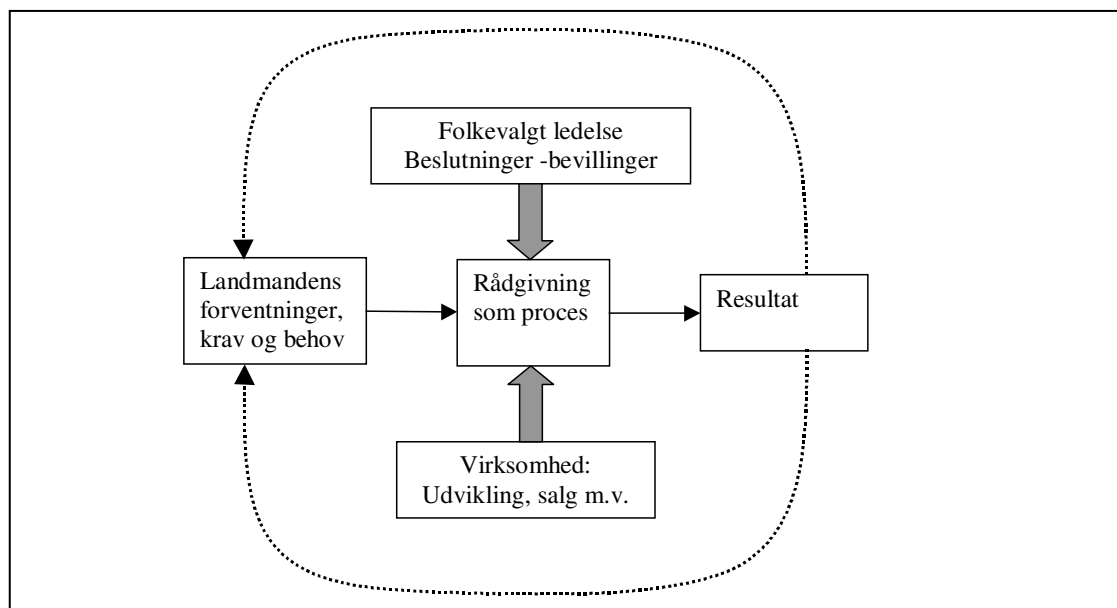 Folkevalgt ledelse
Beslutninger -bevillinger
Landmandens
forventninger,
krav og behov
Rådgivning
som proces
Resultat
Virksomhed:
Udvikling, salg m.v.